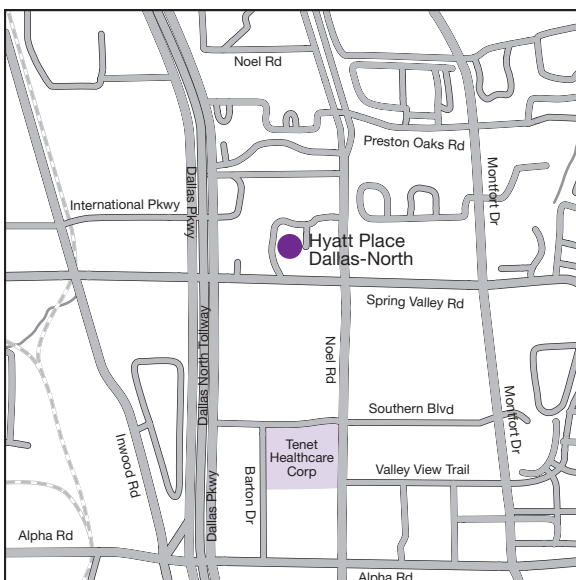 Noel Rd
Preston Oaks Rd
Montfort Dr
Dallas Pkwy
International Pkwy
Hyatt Place
Dallas-North
Spring Valley Rd
Dallas North Tollway
Noel Rd
Southern Blvd
Montfort Dr
Inwood Rd
Tenet
Healthcare
Corp
Valley View Trail
Barton Dr
Dallas Pkwy
Alpha Rd
Alpha Rd